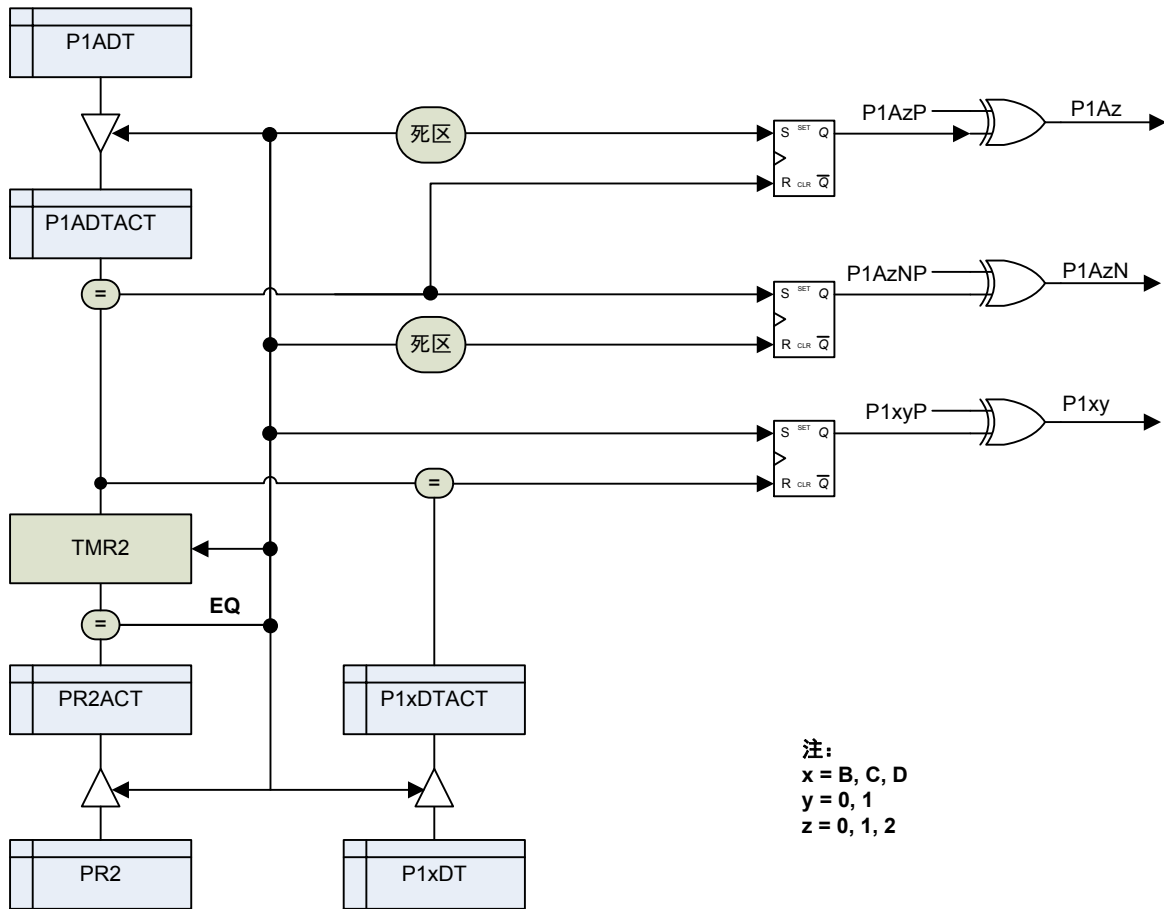 P1ADT
死区
S SET Q
R CLR Q
P1AzP
P1Az
P1ADTACT
=
P1AzNP
P1AzN
S SET Q
R CLR Q
死区
P1xyP
P1xy
S SET Q
R CLR Q
=
TMR2
EQ
=
PR2ACT
P1xDTACT
注：
x = B, C, D
y = 0, 1
z = 0, 1, 2
PR2
P1xDT